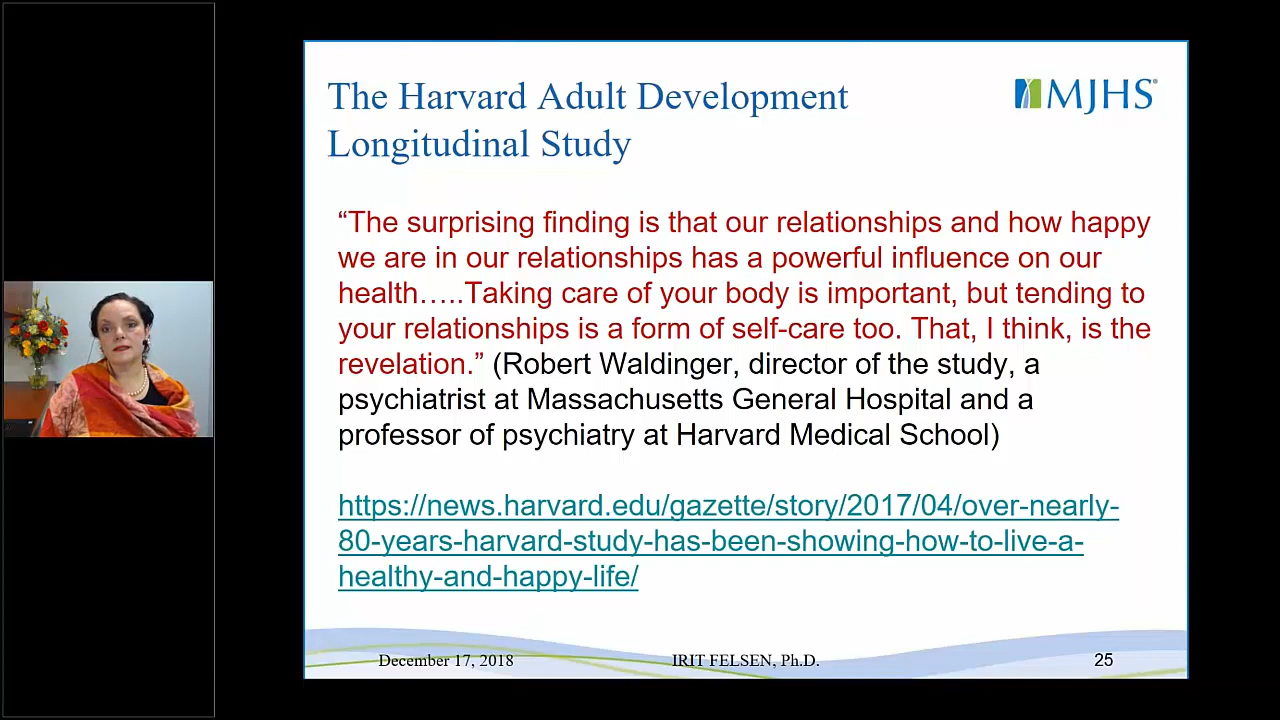 The Harvard Adult Development
Longitudinal Study
MJHS®
“The surprising finding is that our relationships and how happy
we are in our relationships has a powerful influence on our
health…..Taking care of your body is important, but tending to
your relationships is a form of self-care too. That, I think, is the
revelation.” (Robert Waldinger, director of the study, a
psychiatrist at Massachusetts General Hospital and a
professor of psychiatry at Harvard Medical School)
https://news.harvard.edu/gazette/story/2017/04/over-nearly-
80-years-harvard-study-has-been-showing-how-to-live-a-
healthy-and-happy-life/
December 17, 2018
IRIT FELSEN, Ph.D.
25